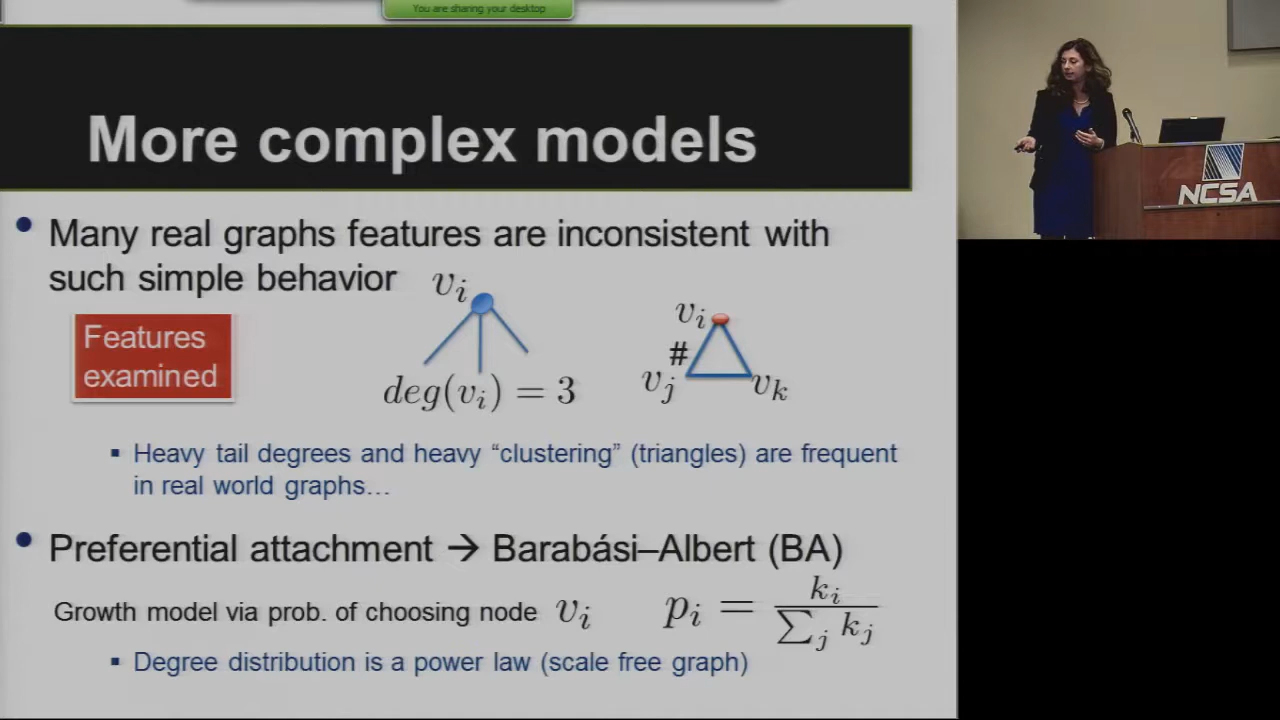 You are sharing your desktop
More complex models
• Many real graphs features are inconsistent with
such simple behavior
v_i
Features
examined
deg(v_i) = 3
v_i
#
v_j
v_k
▪ Heavy tail degrees and heavy “clustering” (triangles) are frequent
in real world graphs…
• Preferential attachment → Barabási–Albert (BA)
Growth model via prob. of choosing node v_i
p_i = k_i / ∑_j k_j
▪ Degree distribution is a power law (scale free graph)
NCSA